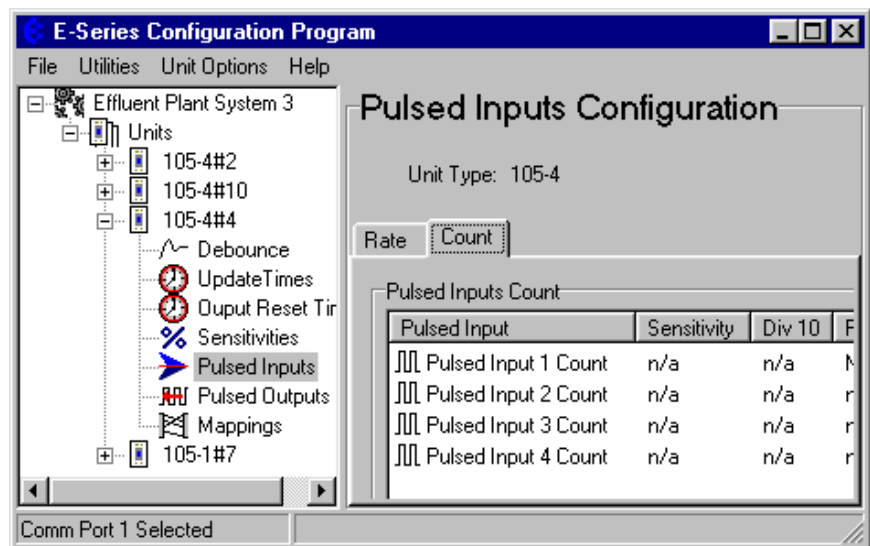 E-Series Configuration Program
File Utilities Unit Options Help
Effluent Plant System 3
Units
105-4#2
105-4#10
105-4#4
Debounce
UpdateTimes
Ouput Reset Tir
Sensitivities
Pulsed Inputs
Pulsed Outputs
Mappings
105-1#7
Pulsed Inputs Configuration
Unit Type: 105-4
Rate Count
Pulsed Inputs Count
Pulsed Input Sensitivity Div 10
Pulsed Input 1 Count n/a n/a
Pulsed Input 2 Count n/a n/a
Pulsed Input 3 Count n/a n/a
Pulsed Input 4 Count n/a n/a
Comm Port 1 Selected